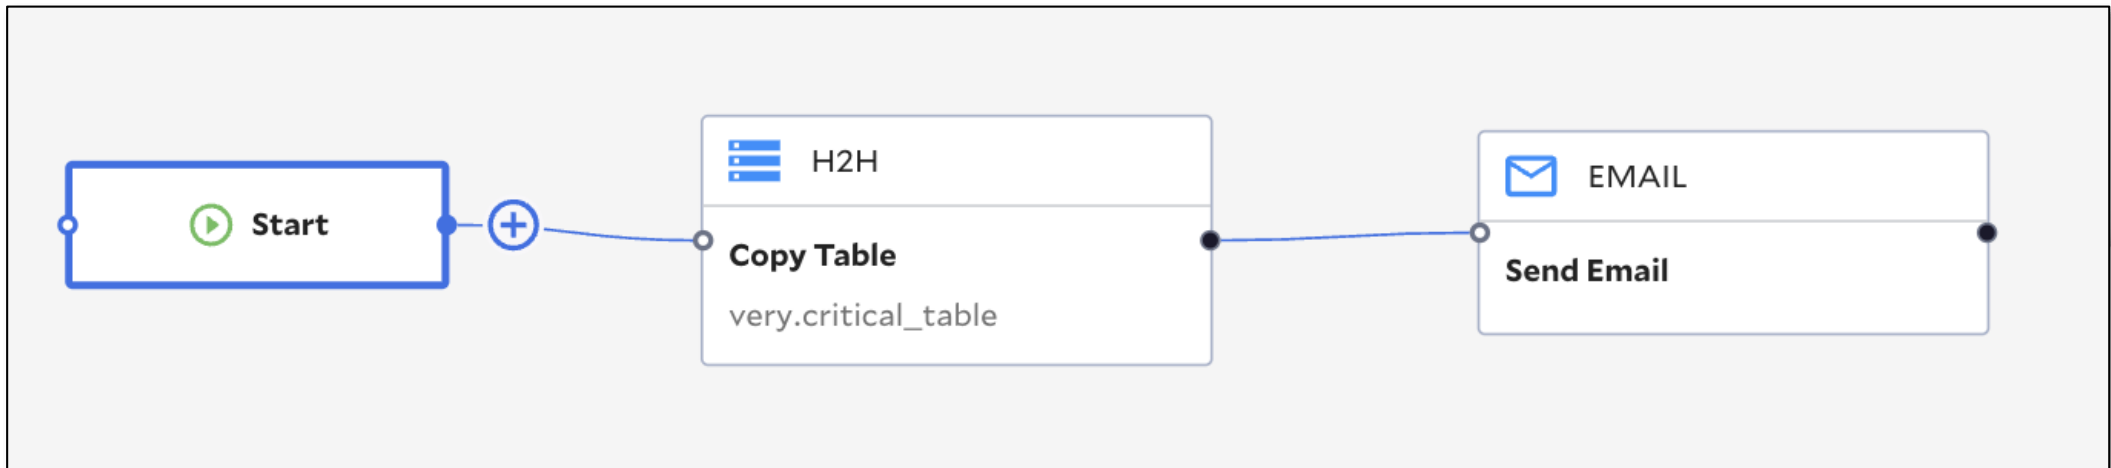 Start
H2H
Copy Table
very.critical_table
EMAIL
Send Email